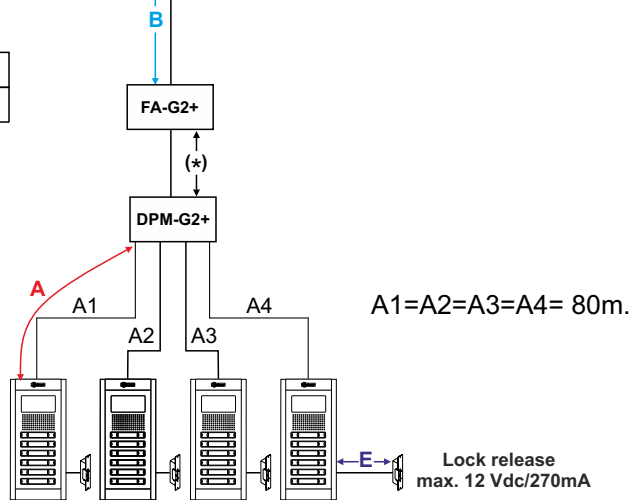 B
FA-G2+
(*)
DPM-G2+
A
A1
A2
A3
A4
A1=A2=A3=A4= 80m.
E
Lock release
max. 12 Vdc/270mA